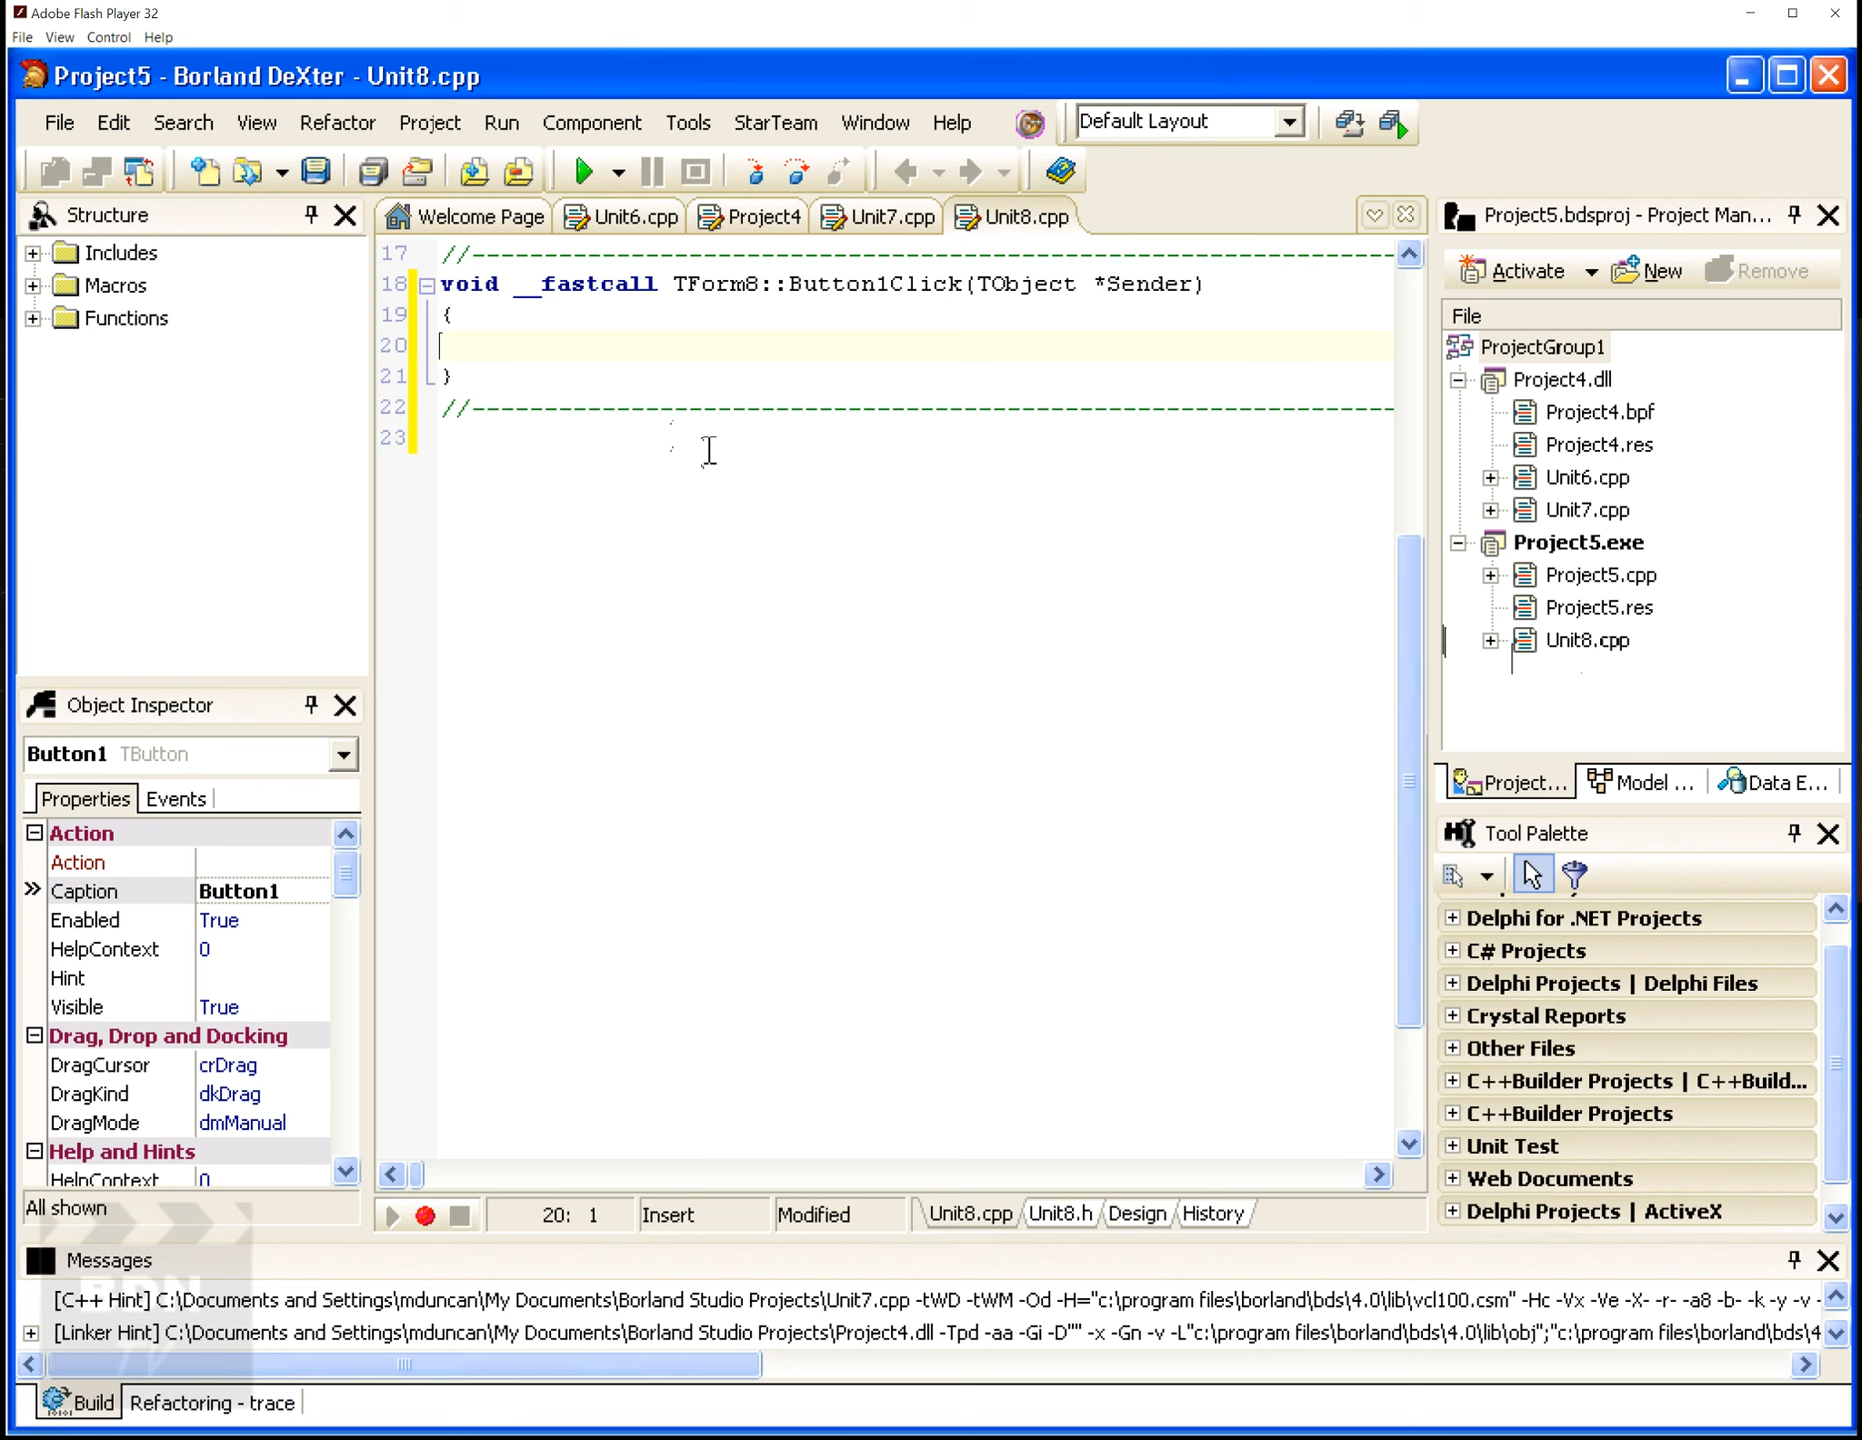 Adobe Flash Player 32
File View Control Help
Project5 - Borland DeXter - Unit8.cpp
File Edit Search View Refactor Project Run Component Tools StarTeam Window Help Default Layout
Structure
Includes
Macros
Functions
Welcome Page Unit6.cpp Project4 Unit7.cpp Unit8.cpp
17 //--------------------------------------------------------------------
18 void __fastcall TForm8::Button1Click(TObject *Sender)
19 {
20
21 }
22 //--------------------------------------------------------------------
23
Project5.bdsproj - Project Man...
Activate New Remove
File
ProjectGroup1
Project4.dll
Project4.bpf
Project4.res
Unit6.cpp
Unit7.cpp
Project5.exe
Project5.cpp
Project5.res
Unit8.cpp
Project... Model ... Data E...
Object Inspector
Button1 TButton
Properties Events
Action
Action
Caption Button1
Enabled True
HelpContext 0
Hint
Visible True
Drag, Drop and Docking
DragCursor crDrag
DragKind dkDrag
DragMode dmManual
Help and Hints
HelpContext 0
All shown
Tool Palette
Delphi for .NET Projects
C# Projects
Delphi Projects | Delphi Files
Crystal Reports
Other Files
C++Builder Projects | C++Build...
C++Builder Projects
Unit Test
Web Documents
Delphi Projects | ActiveX
20: 1 Insert Modified Unit8.cpp Unit8.h Design History
Messages
BDN
TV
[C++ Hint] C:\Documents and Settings\mduncan\My Documents\Borland Studio Projects\Unit7.cpp -tWD -tWM -Od -H="c:\program files\borland\bds\4.0\lib\vcl100.csm" -Hc -Vx -Ve -X- -r- -a8 -b- -k -y -v -
[Linker Hint] C:\Documents and Settings\mduncan\My Documents\Borland Studio Projects\Project4.dll -Tpd -aa -Gi -D"" -x -Gn -v -L"c:\program files\borland\bds\4.0\lib\obj";"c:\program files\borland\bds\4
Build Refactoring - trace